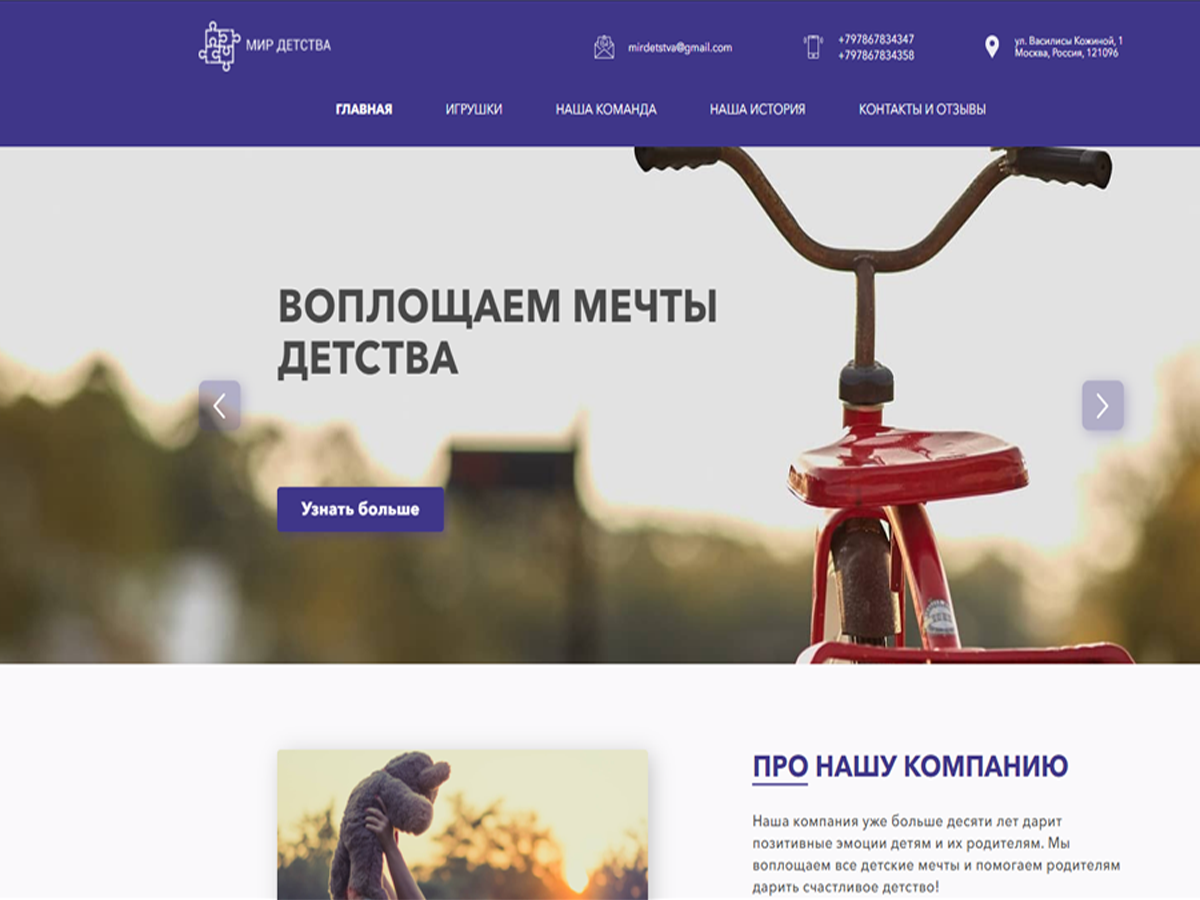 МИР ДЕТСТВА
mirdetstva@gmail.com
+797867834347
+797867834358
ул. Василисы Кожиной, 1
Москва, Россия, 121096
ГЛАВНАЯ
ИГРУШКИ
НАША КОМАНДА
НАША ИСТОРИЯ
КОНТАКТЫ И ОТЗЫВЫ
ВОПЛОЩАЕМ МЕЧТЫ
ДЕТСТВА
Узнать больше
ПРО НАШУ КОМПАНИЮ
Наша компания уже больше десяти лет дарит
позитивные эмоции детям и их родителям. Мы
воплощаем все детские мечты и помогаем родителям
дарить счастливое детство!